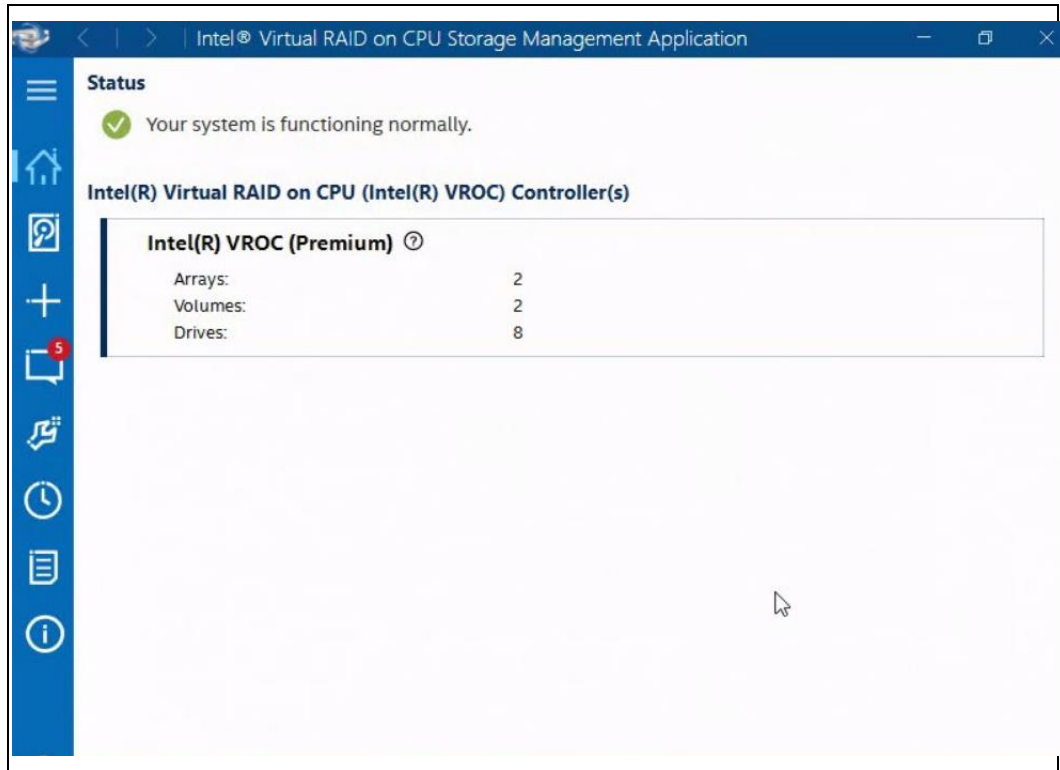 Intel® Virtual RAID on CPU Storage Management Application
Status
Your system is functioning normally.
Intel(R) Virtual RAID on CPU (Intel(R) VROC) Controller(s)
Intel(R) VROC (Premium) ?
Arrays: 2
Volumes: 2
Drives: 8
5